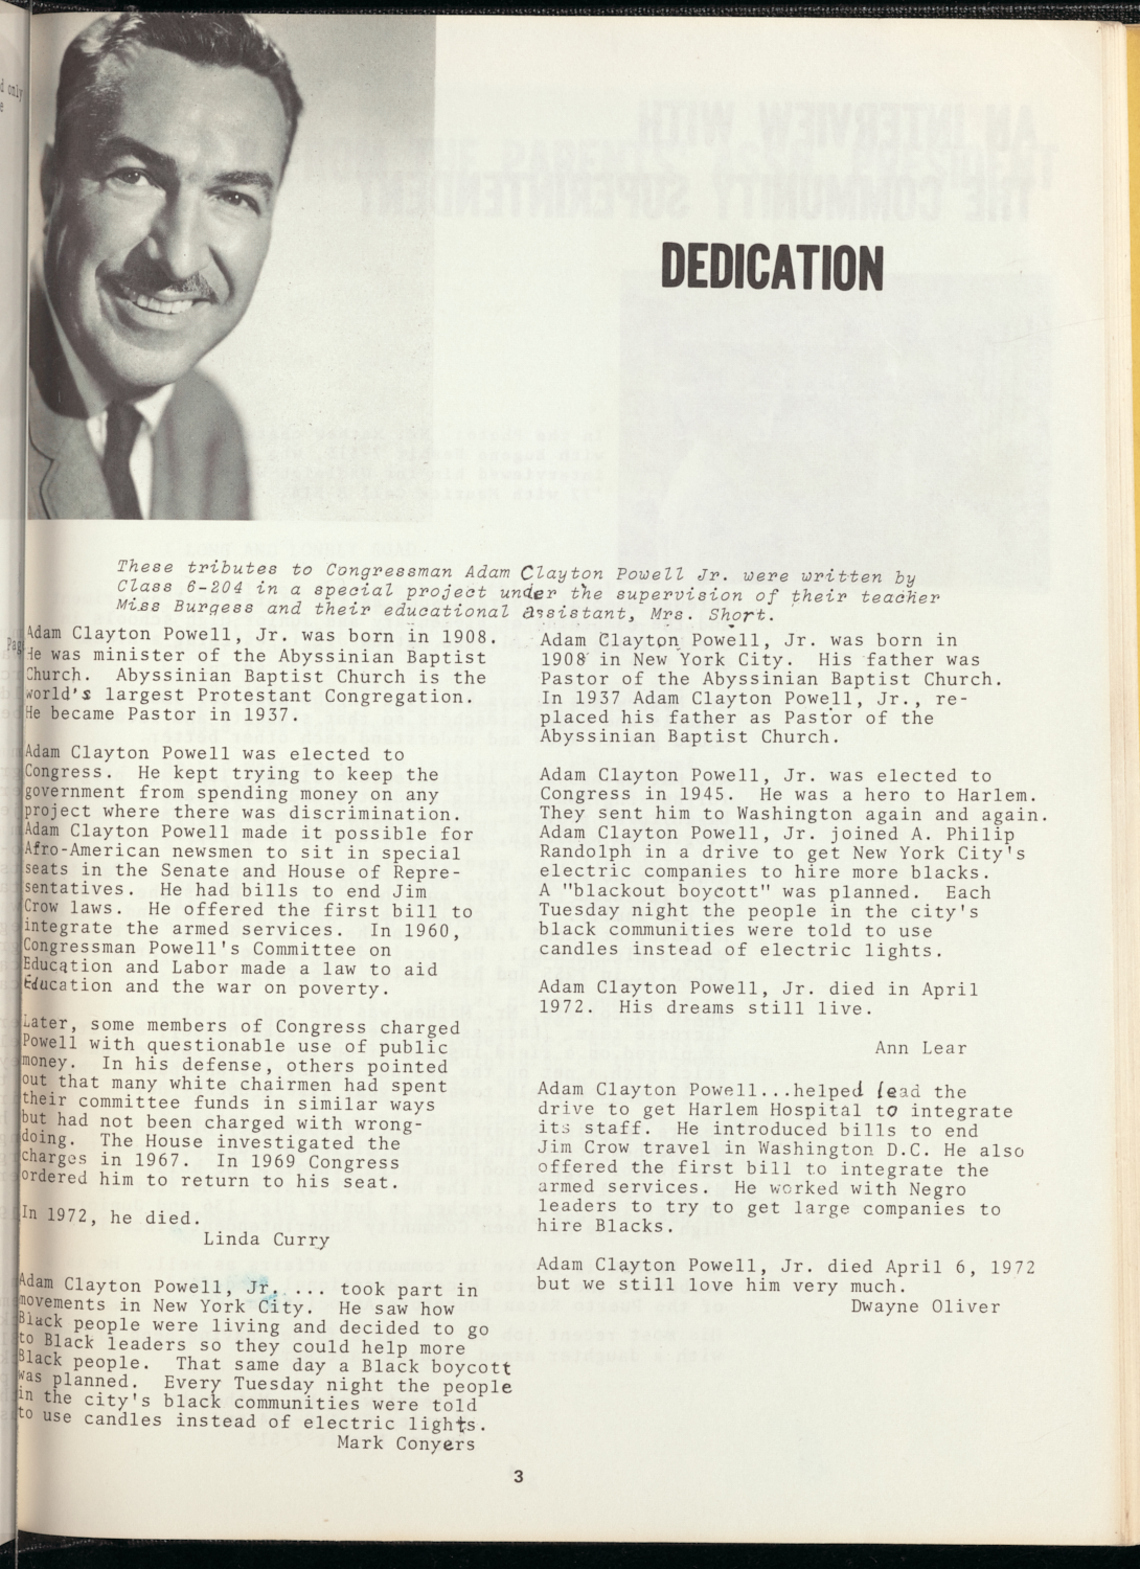 DEDICATION
These tributes to Congressman Adam Clayton Powell Jr. were written by
Class 6-204 in a special project under the supervision of their teacher
Miss Burgess and their educational assistant, Mrs. Short.
Adam Clayton Powell, Jr. was born in 1908.
He was minister of the Abyssinian Baptist
Church. Abyssinian Baptist Church is the
world's largest Protestant Congregation.
He became Pastor in 1937.
Adam Clayton Powell was elected to
Congress. He kept trying to keep the
government from spending money on any
project where there was discrimination.
Adam Clayton Powell made it possible for
Afro-American newsmen to sit in special
seats in the Senate and House of Repre-
sentatives. He had bills to end Jim
Crow laws. He offered the first bill to
integrate the armed services. In 1960,
Congressman Powell's Committee on
Education and Labor made a law to aid
Education and the war on poverty.
Later, some members of Congress charged
Powell with questionable use of public
money. In his defense, others pointed
out that many white chairmen had spent
their committee funds in similar ways
but had not been charged with wrong-
doing. The House investigated the
charges in 1967. In 1969 Congress
ordered him to return to his seat.
In 1972, he died.
Linda Curry
Adam Clayton Powell, Jr. ... took part in
movements in New York City. He saw how
Black people were living and decided to go
to Black leaders so they could help more
Black people. That same day a Black boycott
was planned. Every Tuesday night the people
in the city's black communities were told
to use candles instead of electric lights.
Mark Conyers
Adam Clayton Powell, Jr. was born in
1908 in New York City. His father was
Pastor of the Abyssinian Baptist Church.
In 1937 Adam Clayton Powell, Jr., re-
placed his father as Pastor of the
Abyssinian Baptist Church.
Adam Clayton Powell, Jr. was elected to
Congress in 1945. He was a hero to Harlem.
They sent him to Washington again and again.
Adam Clayton Powell, Jr. joined A. Philip
Randolph in a drive to get New York City's
electric companies to hire more blacks.
A "blackout boycott" was planned. Each
Tuesday night the people in the city's
black communities were told to use
candles instead of electric lights.
Adam Clayton Powell, Jr. died in April
1972. His dreams still live.
Ann Lear
Adam Clayton Powell...helped lead the
drive to get Harlem Hospital to integrate
its staff. He introduced bills to end
Jim Crow travel in Washington D.C. He also
offered the first bill to integrate the
armed services. He worked with Negro
leaders to try to get large companies to
hire Blacks.
Adam Clayton Powell, Jr. died April 6, 1972
but we still love him very much.
Dwayne Oliver
3